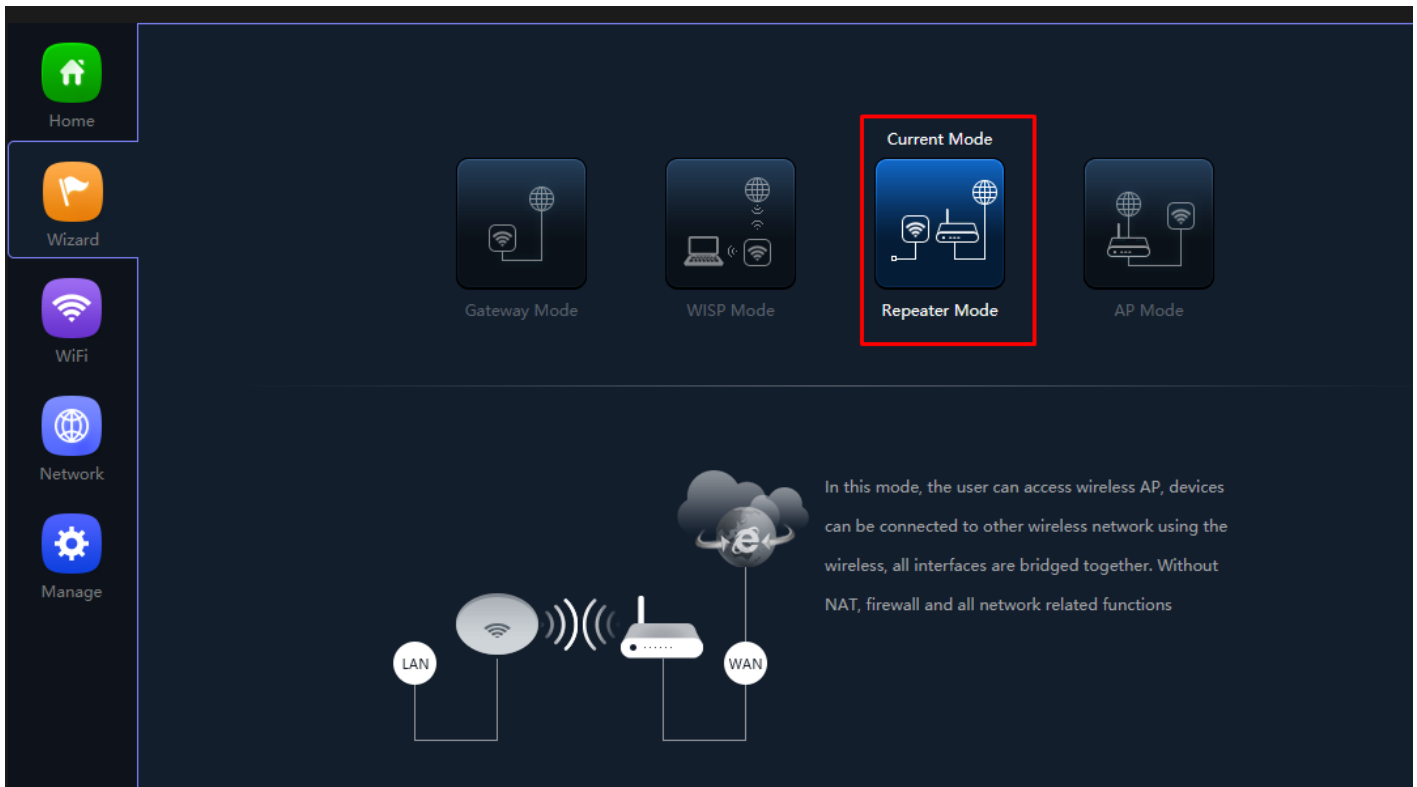 Home
Wizard
WiFi
Network
Manage
Current Mode
Gateway Mode
WISP Mode
Repeater Mode
AP Mode
In this mode, the user can access wireless AP, devices
can be connected to other wireless network using the
wireless, all interfaces are bridged together. Without
NAT, firewall and all network related functions
LAN
WAN